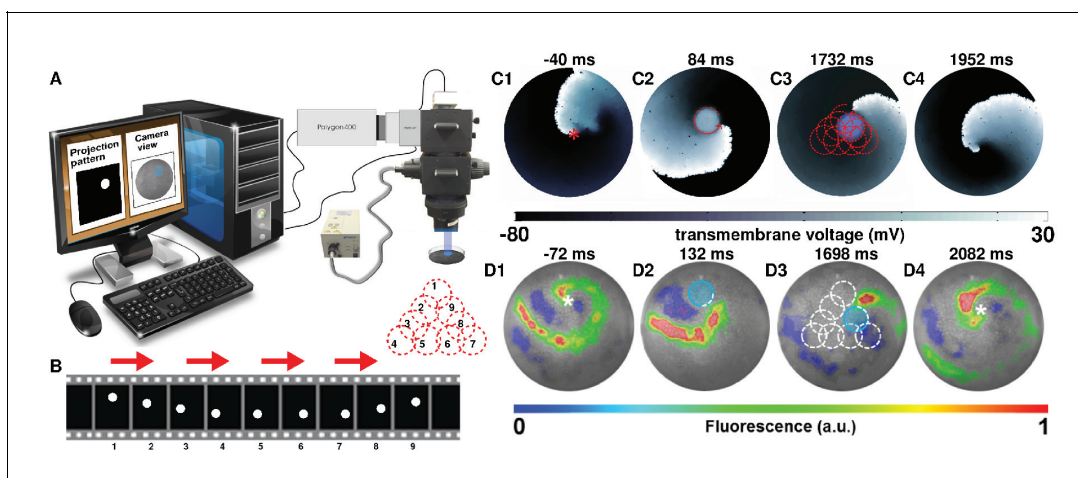 A
Projection
pattern
Camera
view
Polygon400
1
2
9
3
8
4
5
6
7
B
1
2
3
4
5
6
7
8
9
-40 ms
84 ms
1732 ms
1952 ms
C1
C2
C3
C4
*
-80
transmembrane voltage (mV)
30
-72 ms
132 ms
1698 ms
2082 ms
D1
D2
D3
D4
*
*
0
Fluorescence (a.u.)
1